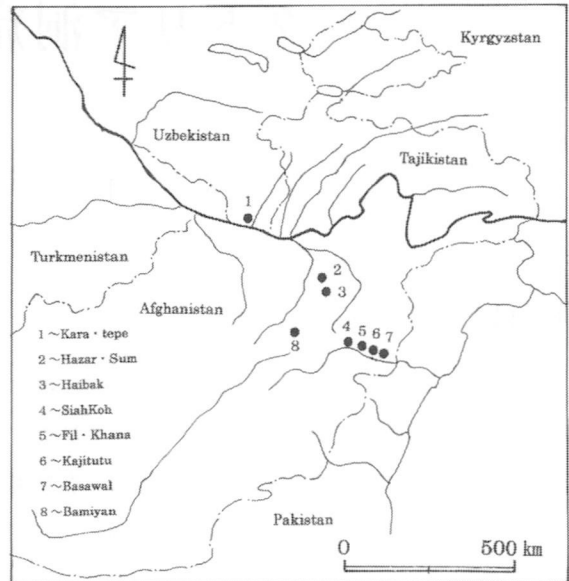 Kyrgyzstan
Uzbekistan
Tajikistan
1
Turkmenistan
2
3
Afghanistan
4 5 6 7
8
1～Kara・tepe
2～Hazar・Sum
3～Haibak
4～SiahKoh
5～Fil・Khana
6～Kajitutu
7～Basawal
8～Bamiyan
Pakistan
0 500 km